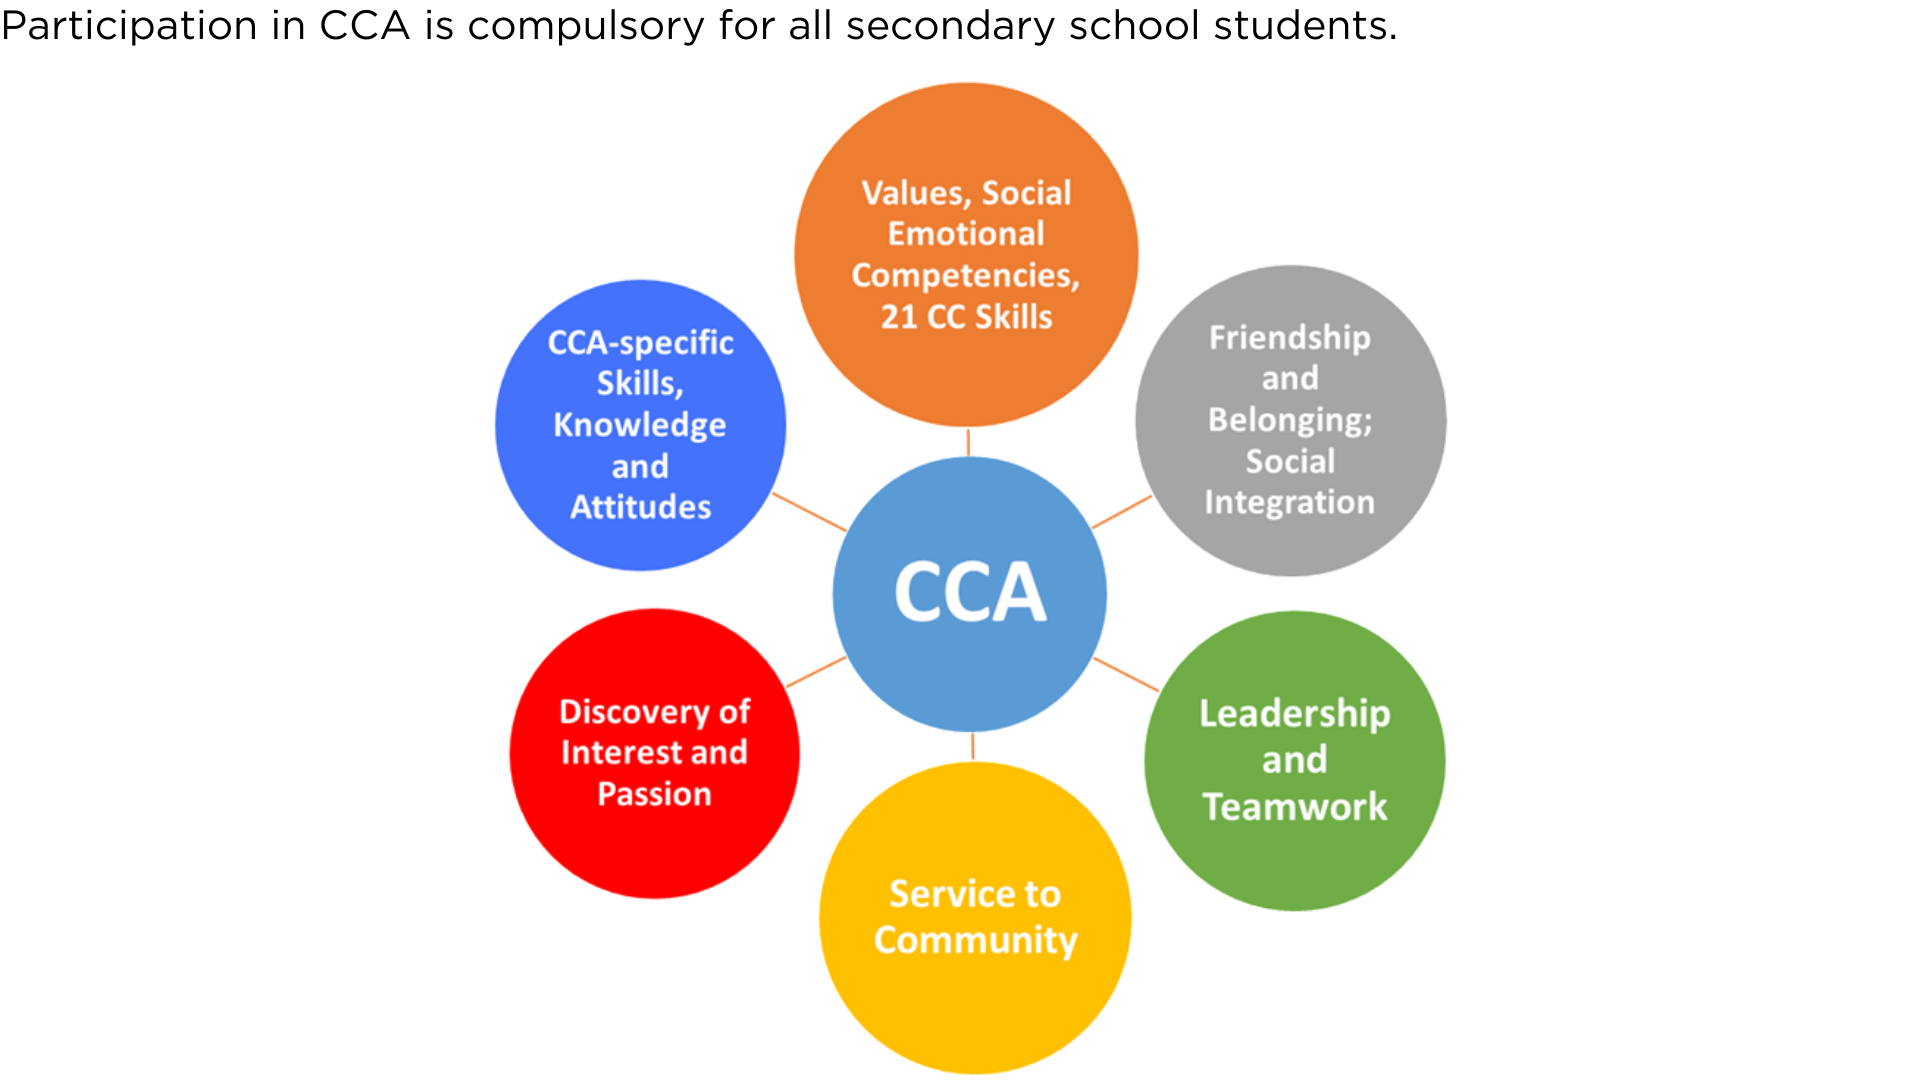 Participation in CCA is compulsory for all secondary school students.
Values, Social
Emotional
Competencies,
21 CC Skills
CCA-specific
Skills,
Knowledge
and
Attitudes
Friendship
and
Belonging;
Social
Integration
CCA
Discovery of
Interest and
Passion
Leadership
and
Teamwork
Service to
Community